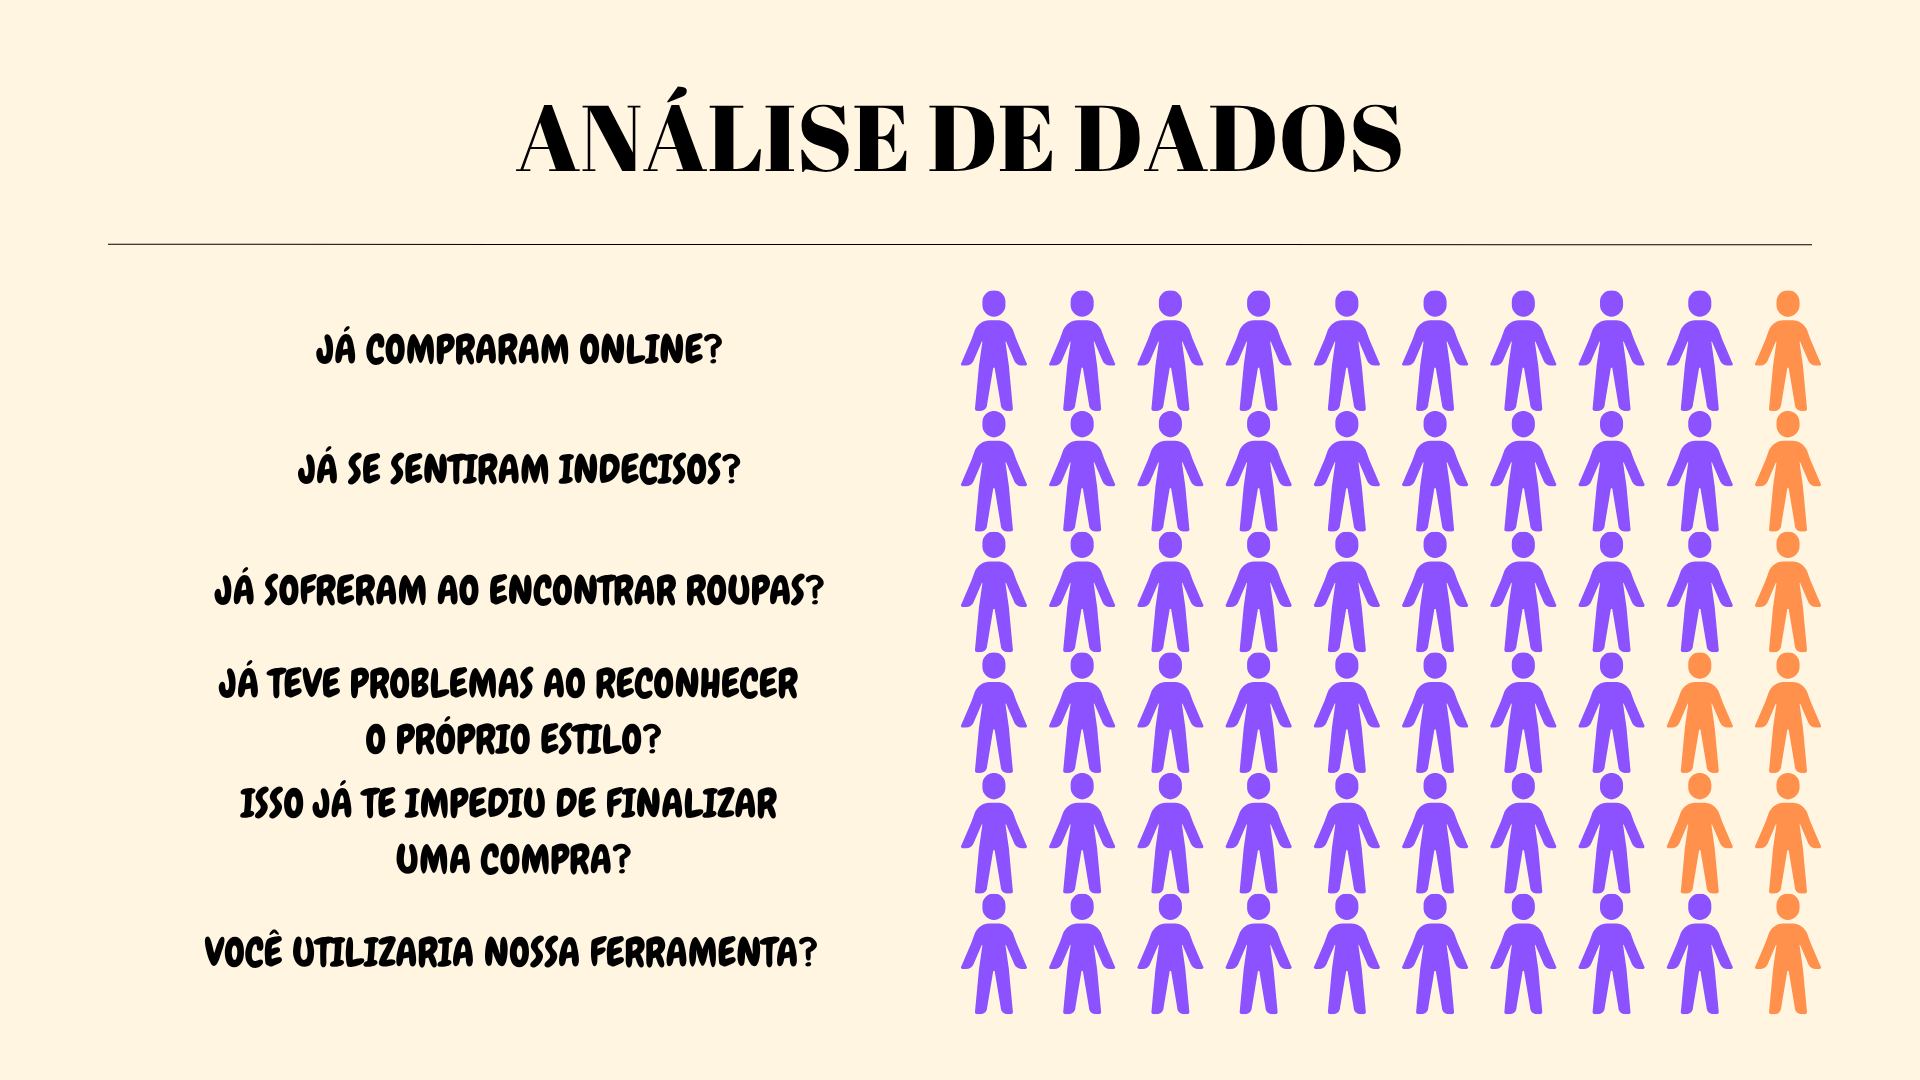 ANÁLISE DE DADOS
JÁ COMPRARAM ONLINE?
JÁ SE SENTIRAM INDECISOS?
JÁ SOFRERAM AO ENCONTRAR ROUPAS?
JÁ TEVE PROBLEMAS AO RECONHECER
O PRÓPRIO ESTILO?
ISSO JÁ TE IMPEDIU DE FINALIZAR
UMA COMPRA?
VOCÊ UTILIZARIA NOSSA FERRAMENTA?